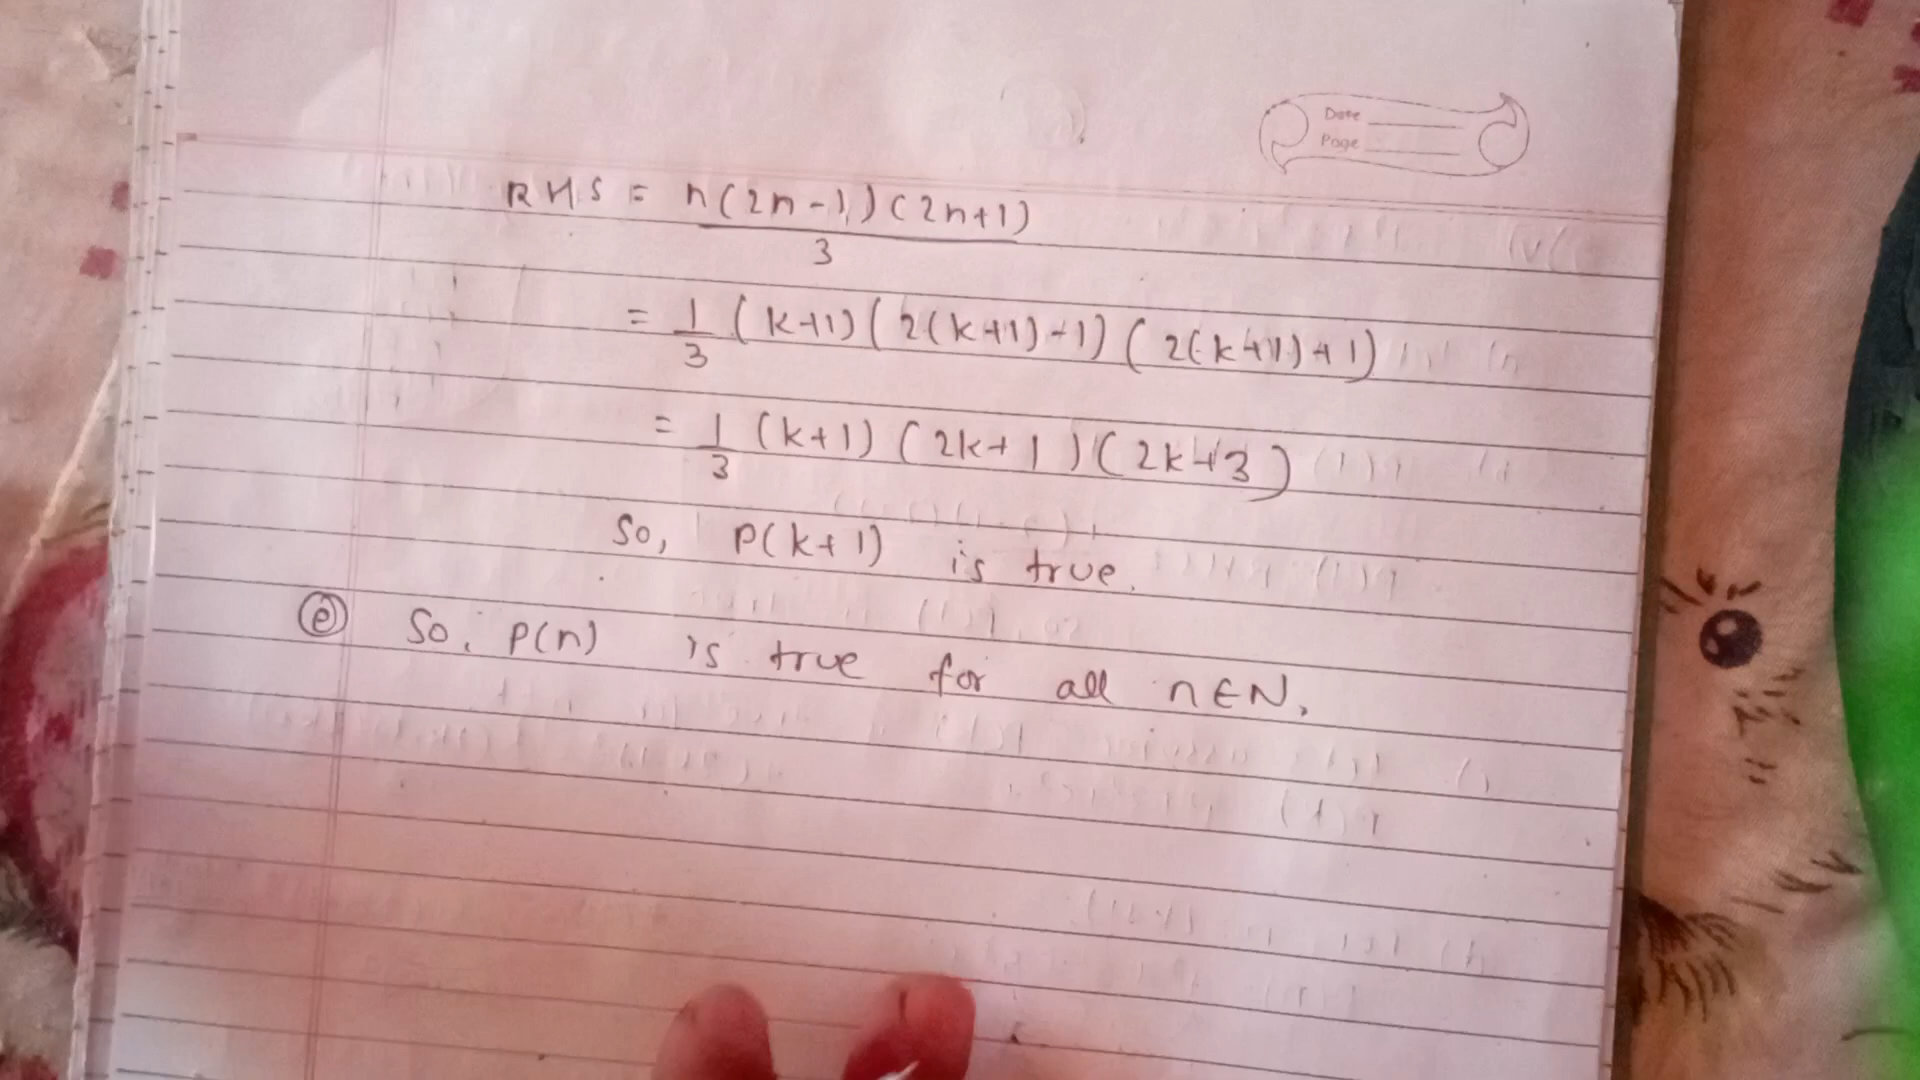 Date
Page
RHS = n(2n-1)(2n+1)
3
= 1/3 (k+1)(2(k+1)-1)(2(k+1)+1)
= 1/3 (k+1)(2k+1)(2k+3)
So, P(k+1) is true.
(e) So, P(n) is true for all n∈N.